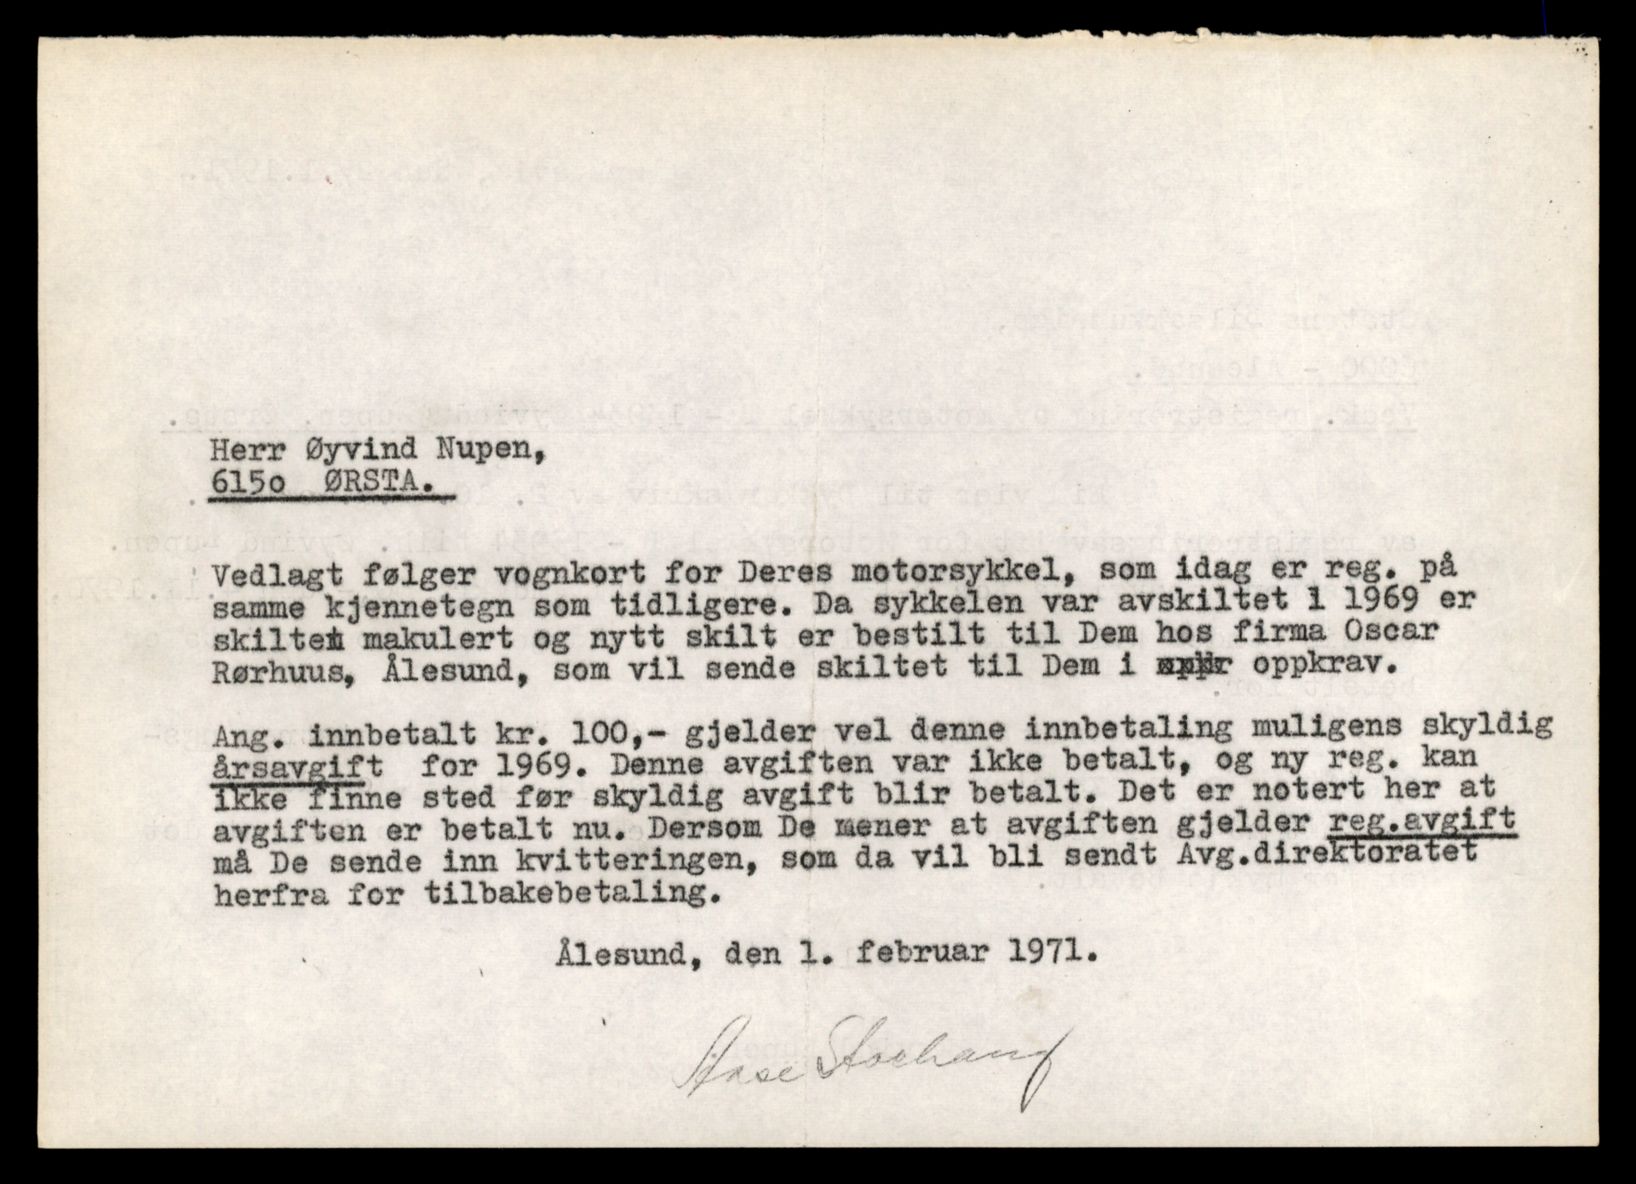 Herr Øyvind Nupen,
615o ØRSTA.
Vedlagt følger vognkort for Deres motorsykkel, som idag er reg. på
samme kjennetegn som tidligere. Da sykkelen var avskiltet i 1969 er
skiltet makulert og nytt skilt er bestilt til Dem hos firma Oscar
Rørhuus, Ålesund, som vil sende skiltet til Dem i oppkrav.
Ang. innbetalt kr. 100,- gjelder vel denne innbetaling muligens skyldig
årsavgift for 1969. Denne avgiften var ikke betalt, og ny reg. kan
ikke finne sted før skyldig avgift blir betalt. Det er notert her at
avgiften er betalt nu. Dersom De mener at avgiften gjelder reg.avgift
må De sende inn kvitteringen, som da vil bli sendt Avg.direktoratet
herfra for tilbakebetaling.
Ålesund, den 1. februar 1971.
Aase